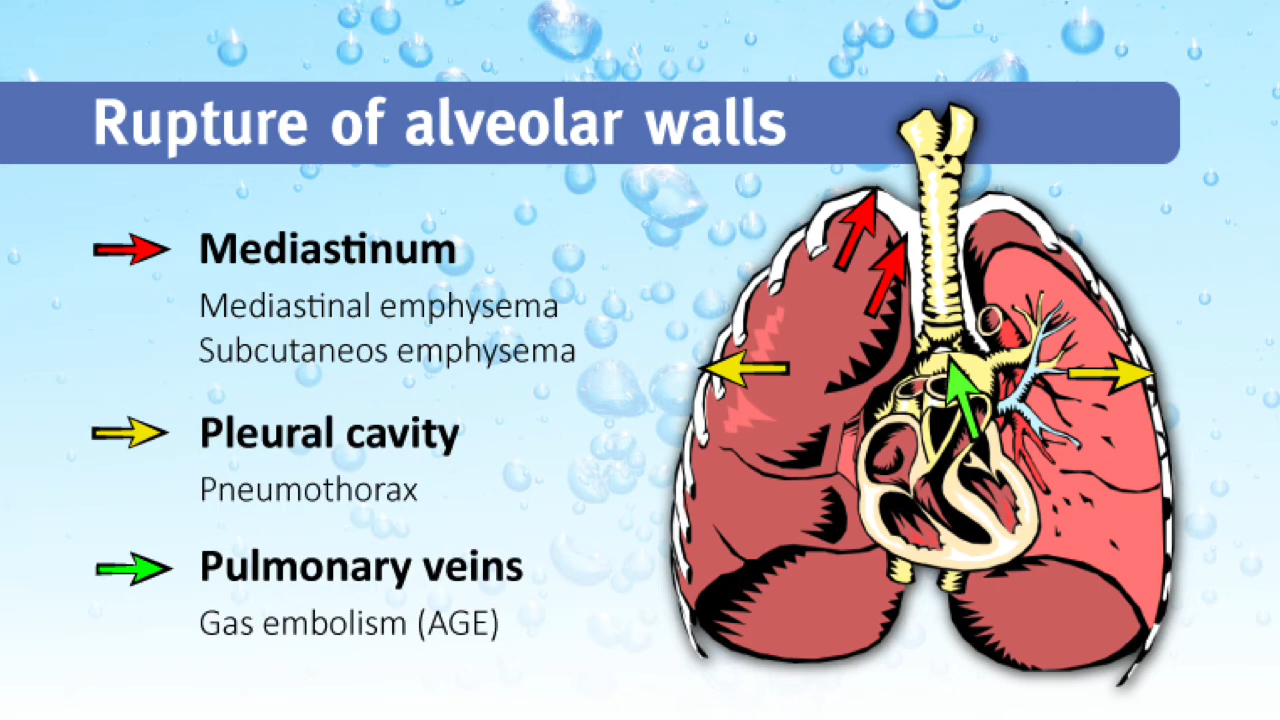 Rupture of alveolar walls
Mediastinum
Mediastinal emphysema
Subcutaneos emphysema
Pleural cavity
Pneumothorax
Pulmonary veins
Gas embolism (AGE)